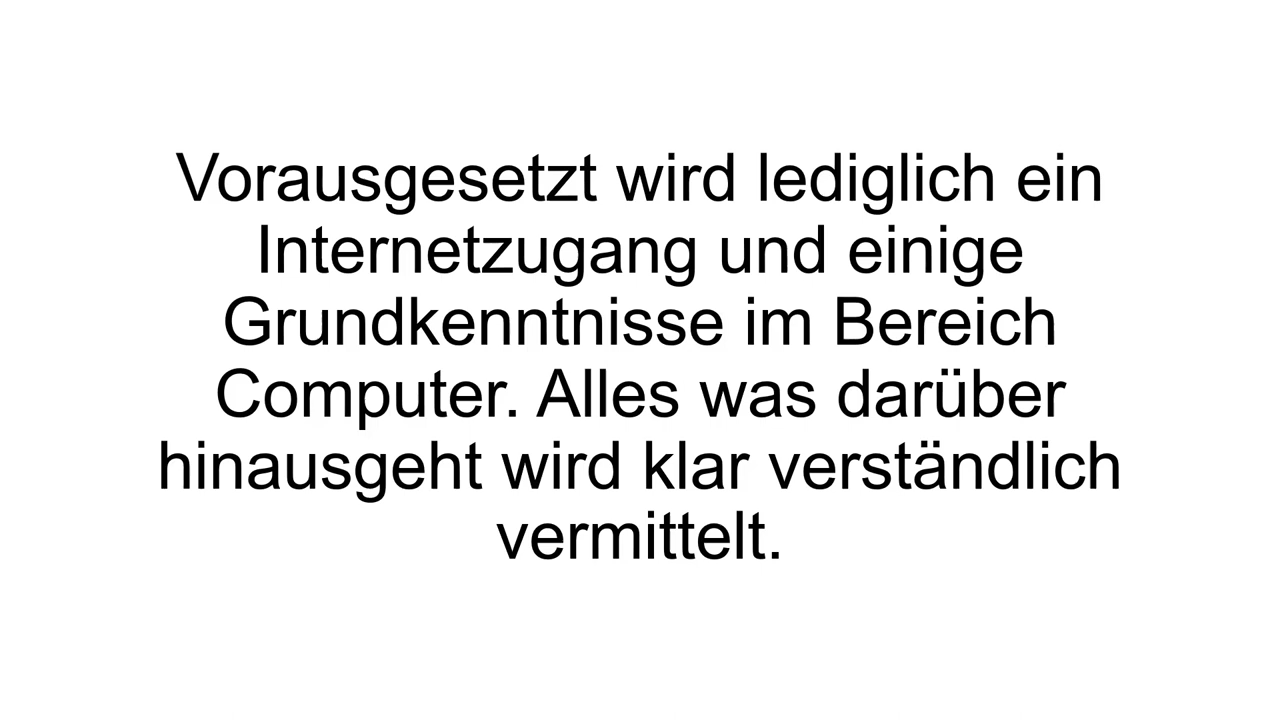 Vorausgesetzt wird lediglich ein
Internetzugang und einige
Grundkenntnisse im Bereich
Computer. Alles was darüber
hinausgeht wird klar verständlich
vermittelt.